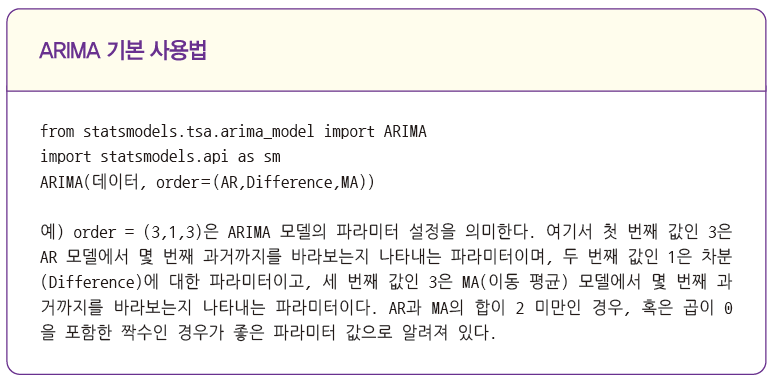 ARIMA 기본 사용법
from statsmodels.tsa.arima_model import ARIMA
import statsmodels.api as sm
ARIMA(데이터, order=(AR,Difference,MA))
예) order = (3,1,3)은 ARIMA 모델의 파라미터 설정을 의미한다. 여기서 첫 번째 값인 3은
AR 모델에서 몇 번째 과거까지를 바라보는지 나타내는 파라미터이며, 두 번째 값인 1은 차분
(Difference)에 대한 파라미터이고, 세 번째 값인 3은 MA(이동 평균) 모델에서 몇 번째 과
거까지를 바라보는지 나타내는 파라미터이다. AR과 MA의 합이 2 미만인 경우, 혹은 곱이 0
을 포함한 짝수인 경우가 좋은 파라미터 값으로 알려져 있다.